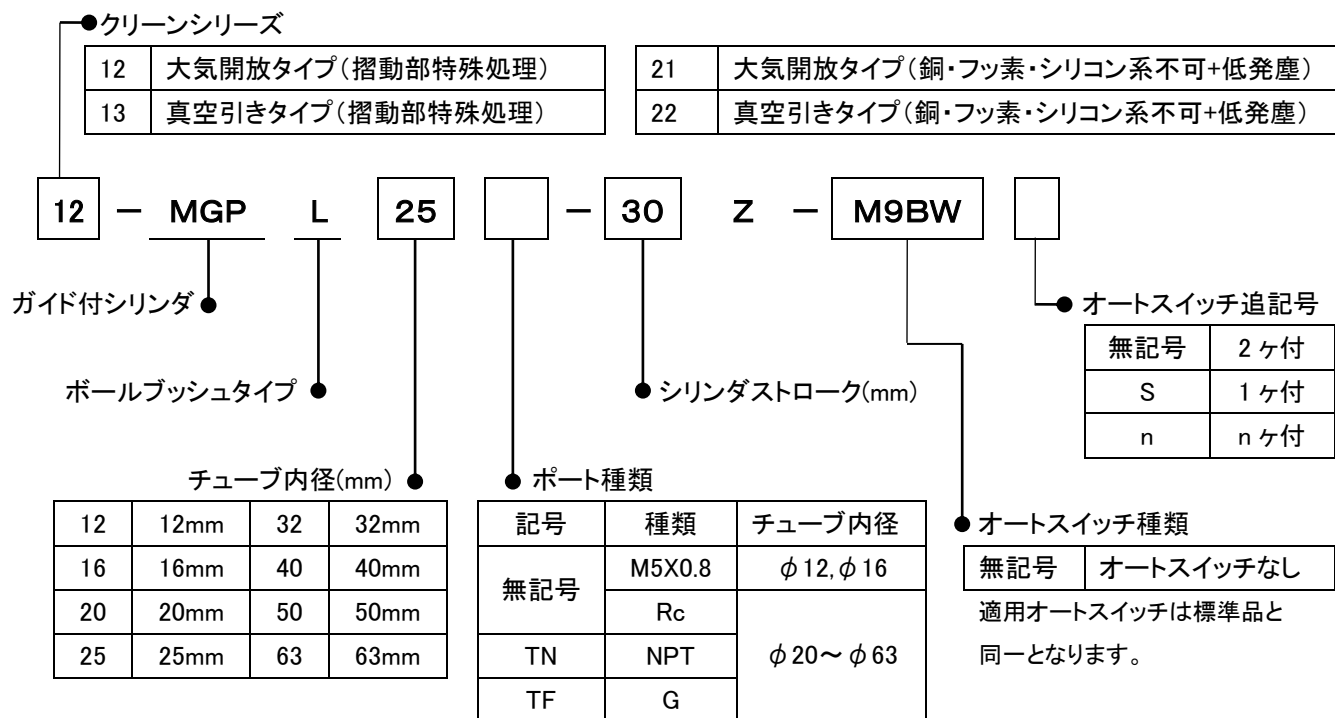 クリーンシリーズ
12 大気開放タイプ(摺動部特殊処理) 21 大気開放タイプ(銅・フッ素・シリコン系不可+低発塵)
13 真空引きタイプ(摺動部特殊処理) 22 真空引きタイプ(銅・フッ素・シリコン系不可+低発塵)
12 － MGP L 25 － 30 Z － M9BW
ガイド付シリンダ
オートスイッチ追記号
無記号 2ヶ付
S 1ヶ付
n nヶ付
ボールブッシュタイプ
シリンダストローク(mm)
チューブ内径(mm)
12 12mm 32 32mm
16 16mm 40 40mm
20 20mm 50 50mm
25 25mm 63 63mm
ポート種類
記号 種類 チューブ内径
無記号 M5X0.8 φ12,φ16
Rc φ20～φ63
TN NPT
TF G
オートスイッチ種類
無記号 オートスイッチなし
適用オートスイッチは標準品と
同一となります。